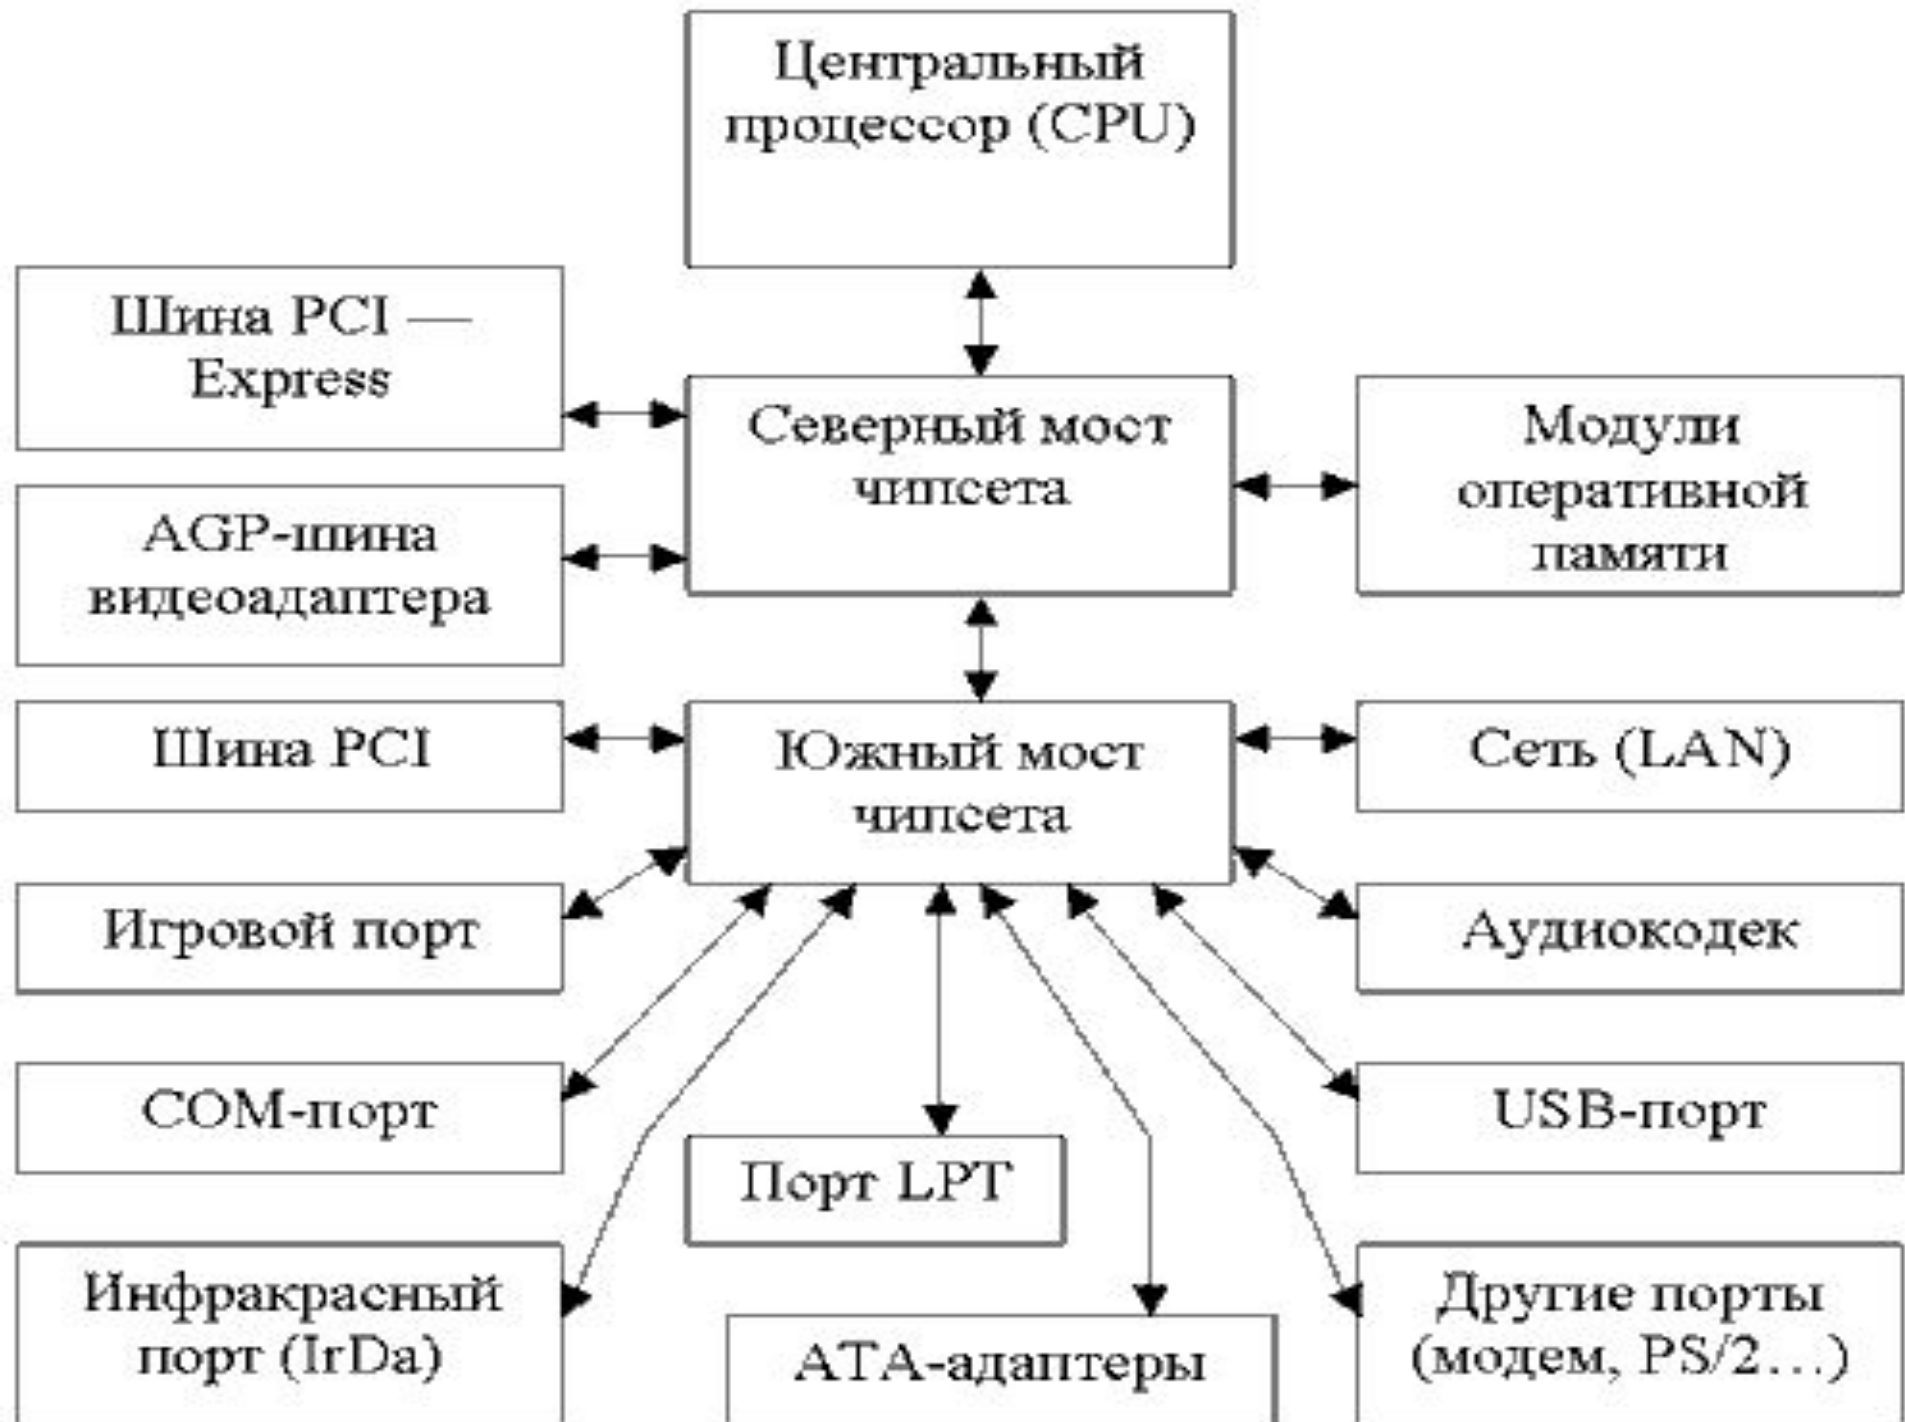 Центральный
процессор (CPU)
Шина PCI —
Express
Северный мост
чипсета
Модули
оперативной
памяти
AGP-шина
видеоадаптера
Шина PCI
Южный мост
чипсета
Сеть (LAN)
Игровой порт
Аудиокодек
COM-порт
USB-порт
Порт LPT
Инфракрасный
порт (IrDa)
АТА-адаптеры
Другие порты
(модем, PS/2...)